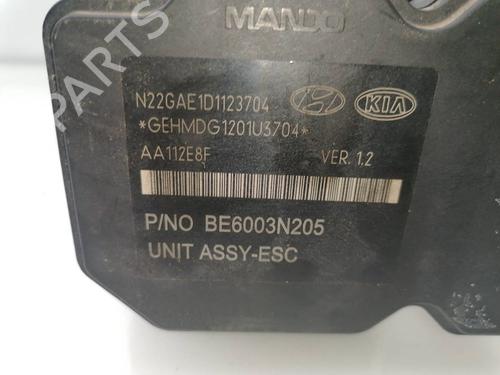 PARTS
MANDO
N22GAE1D1123704
KIA
*GEHMDG1201U3704*
AA112E8F VER. 1.2
P/NO BE6003N205
UNIT ASSY-ESC